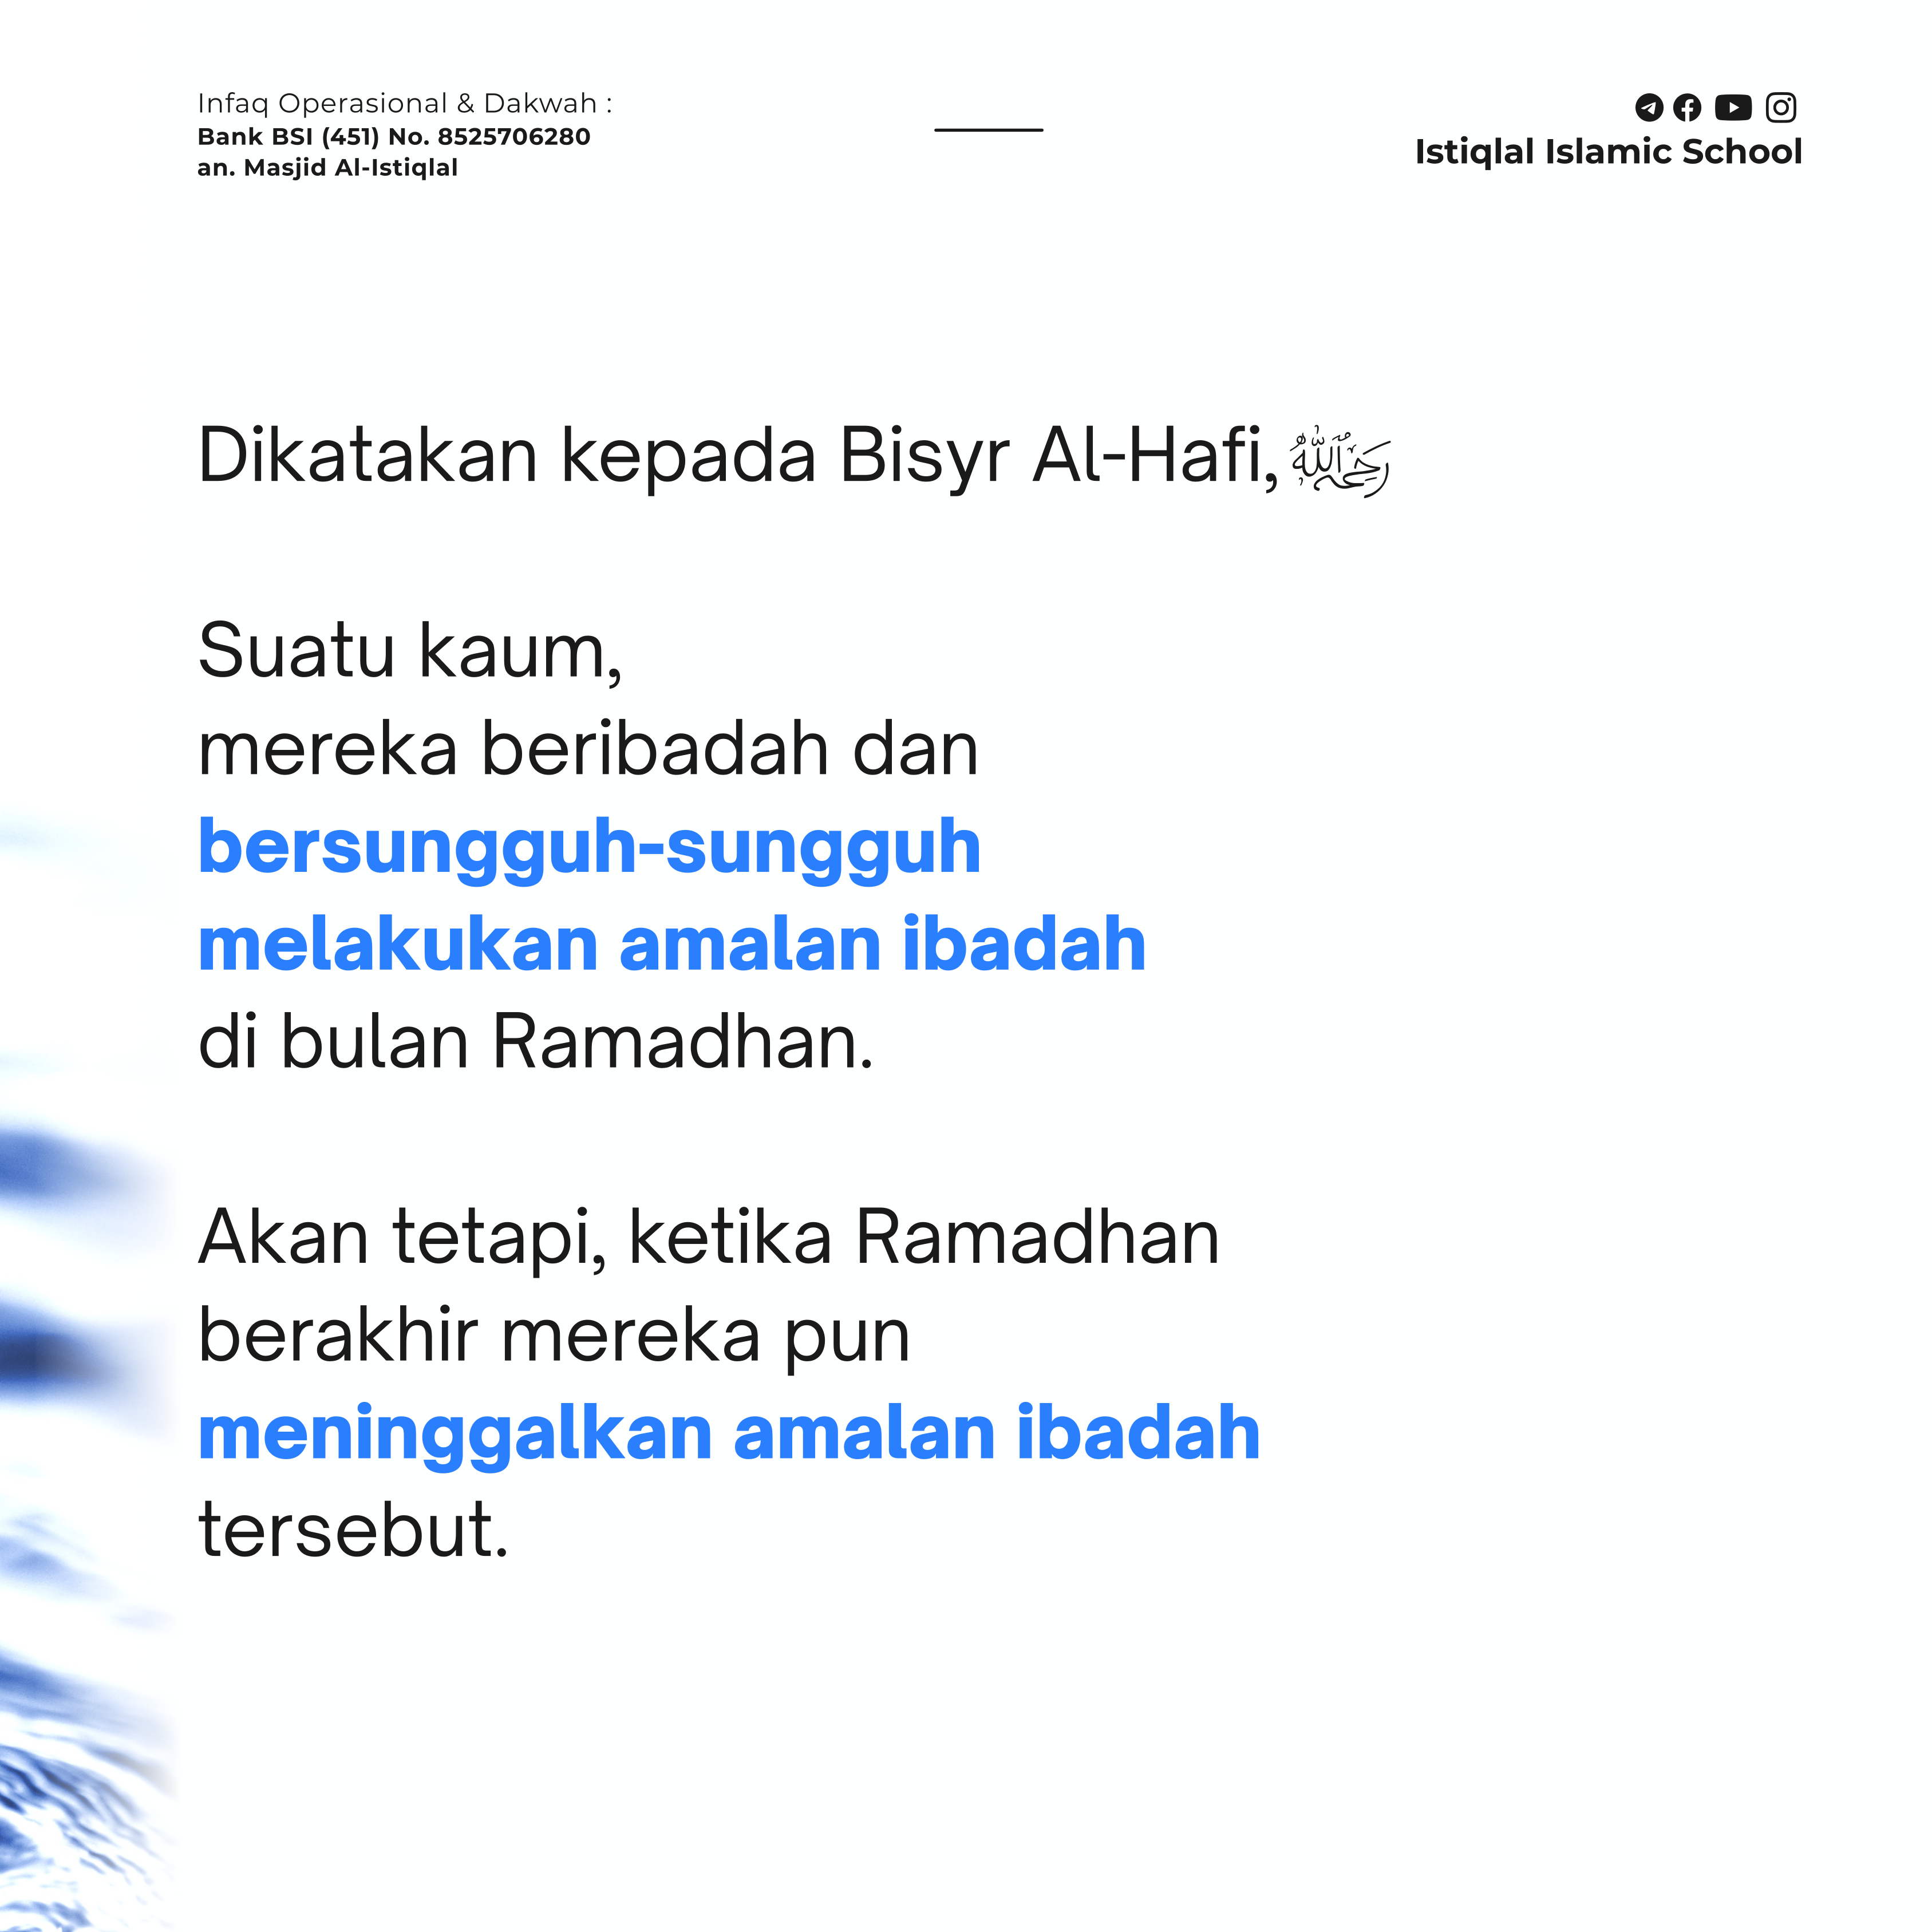 Infaq Operasional & Dakwah :
Bank BSI (451) No. 8525706280
an. Masjid Al-Istiqlal
Istiqlal Islamic School
Dikatakan kepada Bisyr Al-Hafi, رَحِمَهُ اللهُ
Suatu kaum,
mereka beribadah dan
bersungguh-sungguh
melakukan amalan ibadah
di bulan Ramadhan.
Akan tetapi, ketika Ramadhan
berakhir mereka pun
meninggalkan amalan ibadah
tersebut.